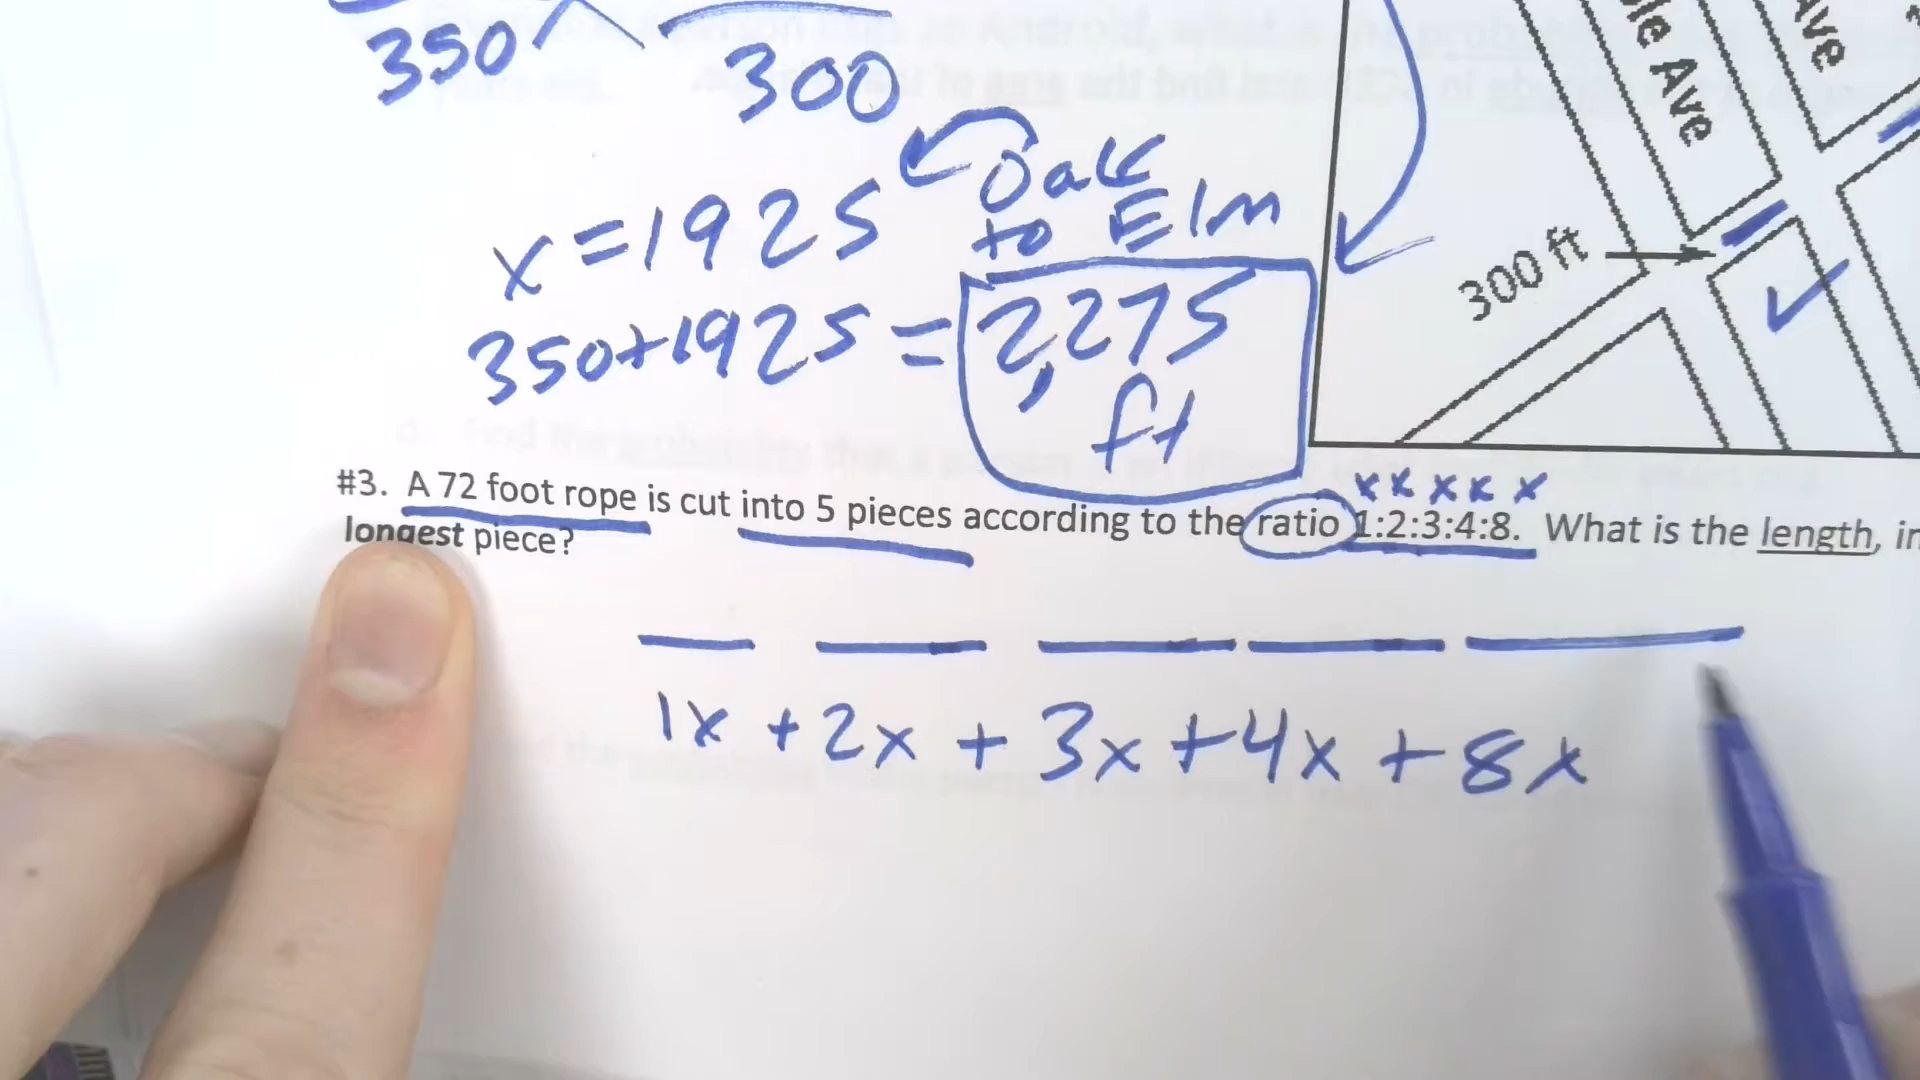 350
300
Oak
to Elm
x=1925
350+1925 = 2,275
ft
le Ave
Ave
300 ft
x x x x x
#3. A 72 foot rope is cut into 5 pieces according to the ratio 1:2:3:4:8. What is the length, in
longest piece?
1x + 2x + 3x + 4x + 8x